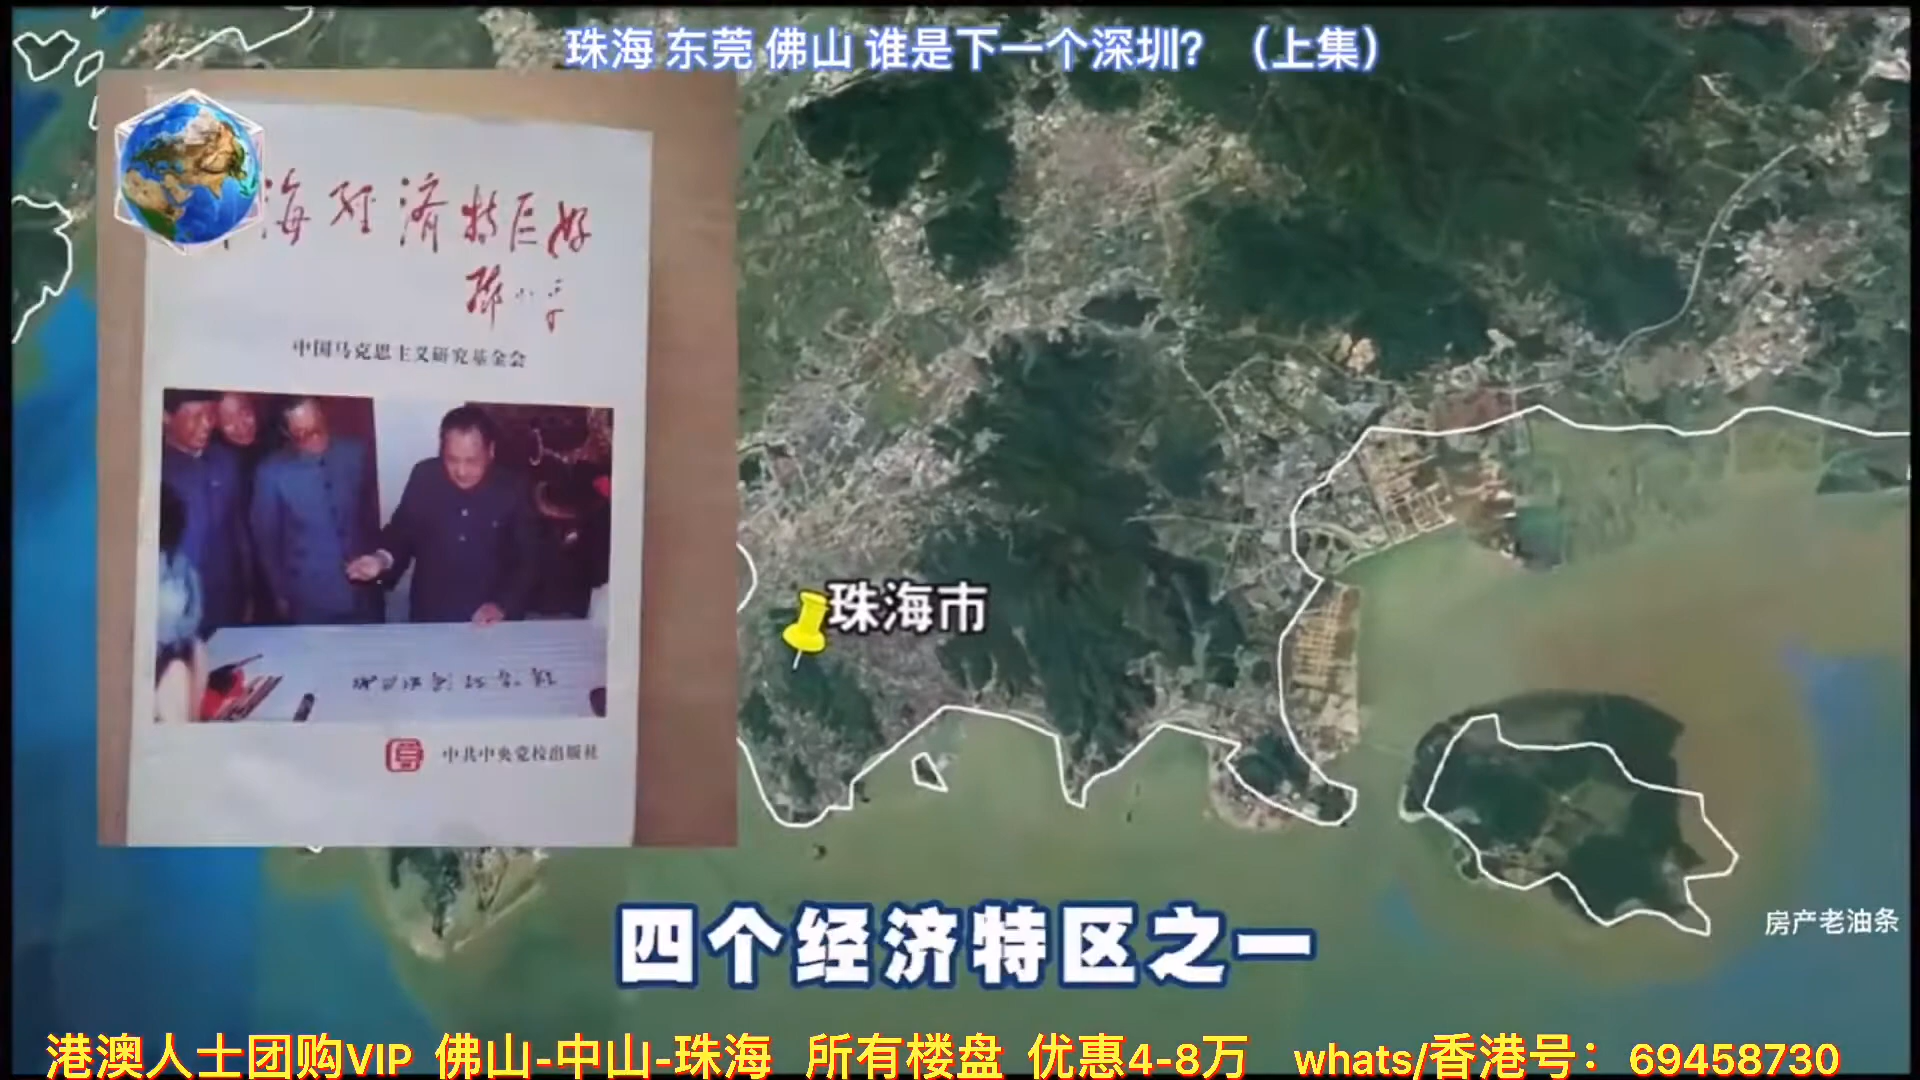 珠海 东莞 佛山 谁是下一个深圳？（上集）
海经济特区好
邓小平
中国马克思主义研究基金会
中共中央党校出版社
珠海市
四个经济特区之一
房产老油条
港澳人士团购VIP 佛山-中山-珠海 所有楼盘 优惠4-8万 whats/香港号：69458730